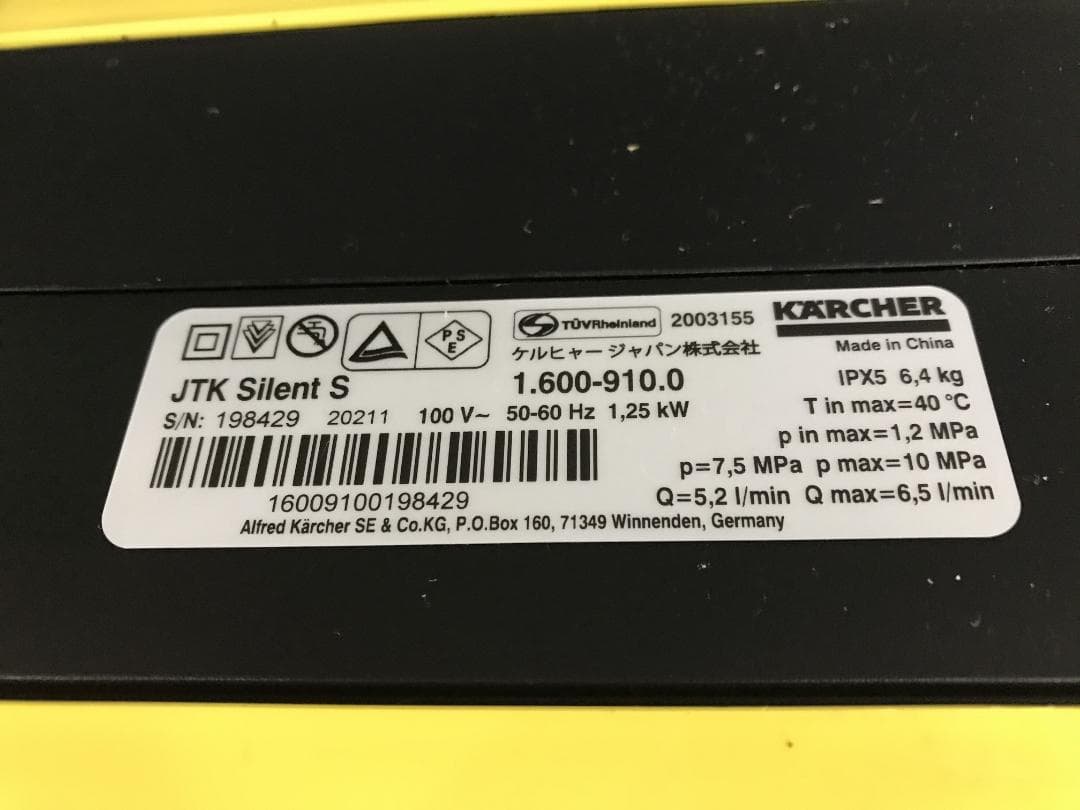 PSE
TÜVRheinland 2003155 KÄRCHER
ケルヒャー ジャパン株式会社 Made in China
JTK Silent S 1.600-910.0 IPX5 6,4 kg
S/N: 198429 20211 100 V~ 50-60 Hz 1,25 kW T in max=40 °C
p in max=1,2 MPa
p=7,5 MPa p max=10 MPa
16009100198429 Q=5,2 l/min Q max=6,5 l/min
Alfred Kärcher SE & Co.KG, P.O.Box 160, 71349 Winnenden, Germany